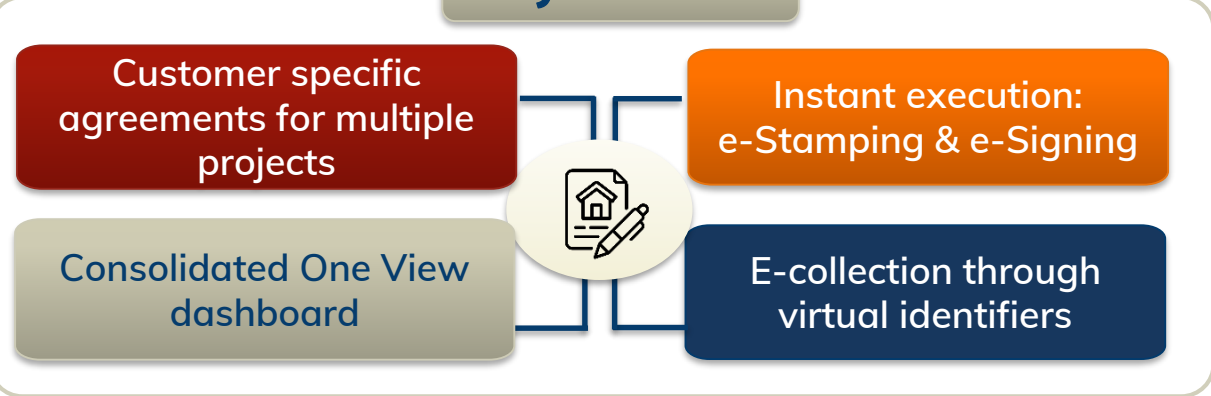 Customer specific
agreements for multiple
projects
Instant execution:
e-Stamping & e-Signing
Consolidated One View
dashboard
E-collection through
virtual identifiers